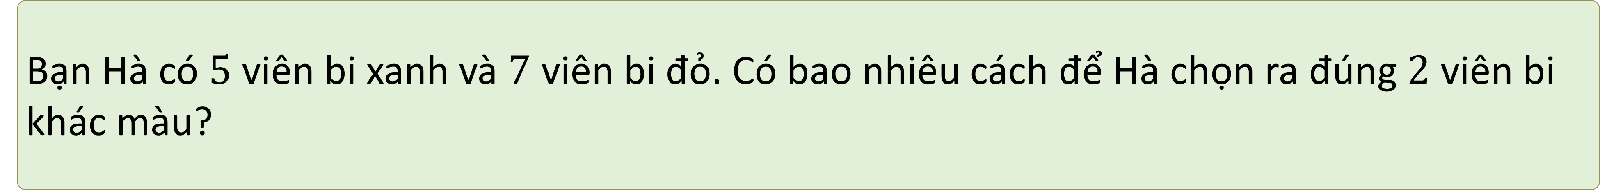 Bạn Hà có 5 viên bi xanh và 7 viên bi đỏ. Có bao nhiêu cách để Hà chọn ra đúng 2 viên bi
khác màu?